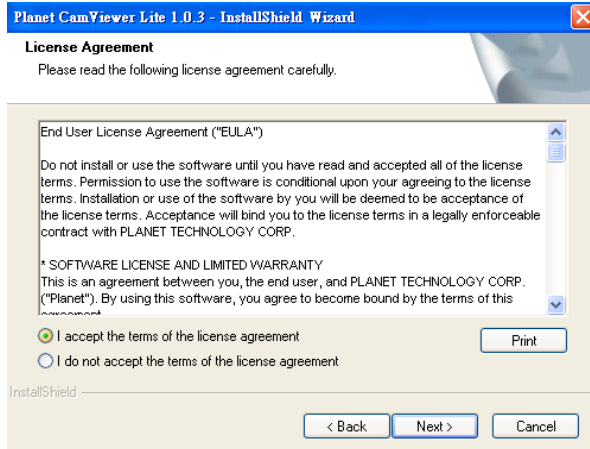 Planet CamViewer Lite 1.0.3 - InstallShield Wizard
License Agreement
Please read the following license agreement carefully.
End User License Agreement ("EULA")
Do not install or use the software until you have read and accepted all of the license
terms. Permission to use the software is conditional upon your agreeing to the license
terms. Installation or use of the software by you will be deemed to be acceptance of
the license terms. Acceptance will bind you to the license terms in a legally enforceable
contract with PLANET TECHNOLOGY CORP.
* SOFTWARE LICENSE AND LIMITED WARRANTY
This is an agreement between you, the end user, and PLANET TECHNOLOGY CORP.
("Planet"). By using this software, you agree to become bound by the terms of this
agreement
I accept the terms of the license agreement
Print
I do not accept the terms of the license agreement
InstallShield
< Back
Next >
Cancel